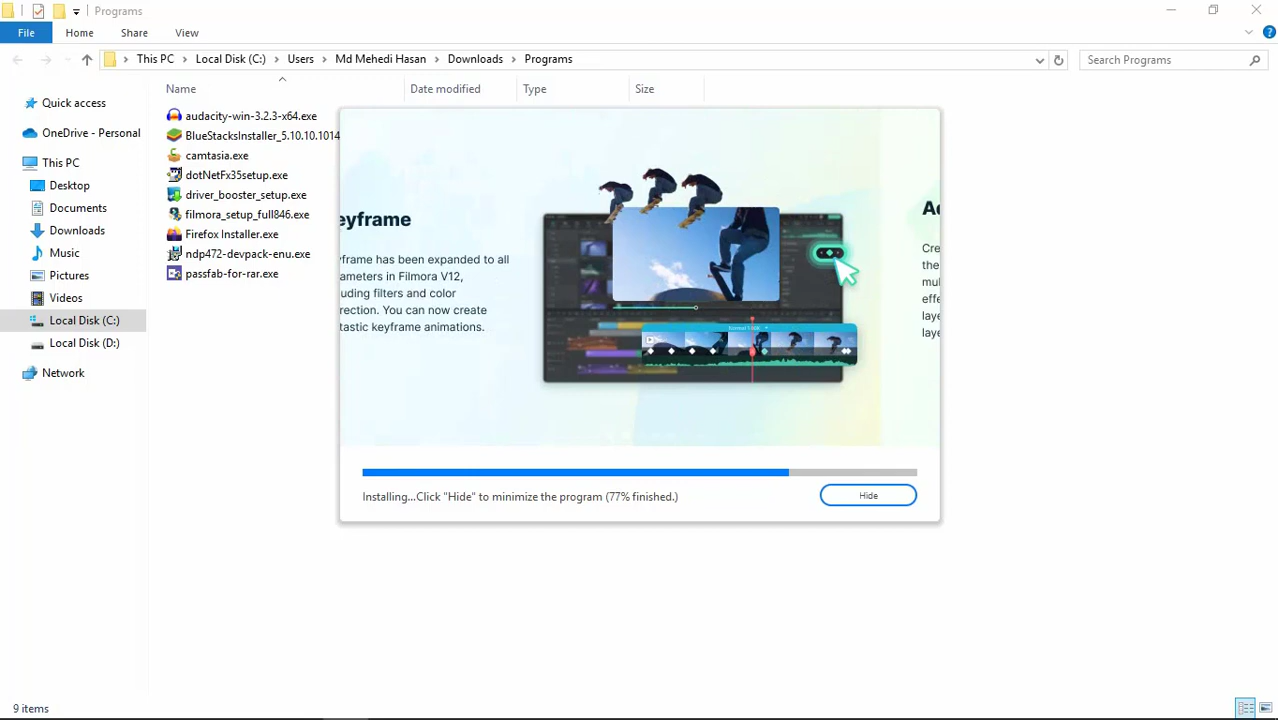 Programs
File
Home
Share
View
This PC
Local Disk (C:)
Users
Md Mehedi Hasan
Downloads
Programs
Search Programs
Name
Date modified
Type
Size
Quick access
OneDrive - Personal
This PC
Desktop
Documents
Downloads
Music
Pictures
Videos
Local Disk (C:)
Local Disk (D:)
Network
audacity-win-3.2.3-x64.exe
BlueStacksInstaller_5.10.10.1014
camtasia.exe
dotNetFx35setup.exe
driver_booster_setup.exe
filmora_setup_full846.exe
Firefox Installer.exe
ndp472-devpack-enu.exe
passfab-for-rar.exe
eyframe
frame has been expanded to all
ameters in Filmora V12,
uding filters and color
rection. You can now create
tastic keyframe animations.
Installing...Click "Hide" to minimize the program (77% finished.)
Hide
9 items